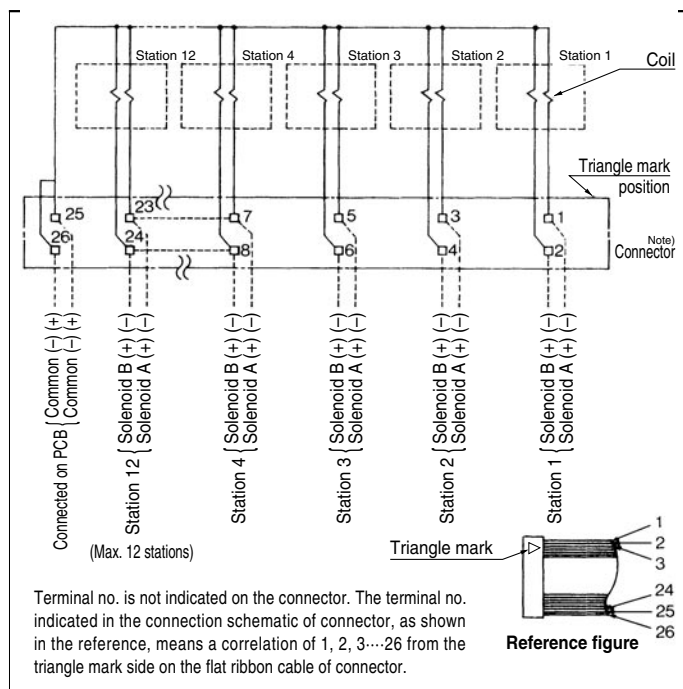 Station 12 Station 4 Station 3 Station 2 Station 1
Coil
Triangle mark
position
25 23 7 5 3 1
26 24 8 6 4 2
Note)
Connector
Connected on PCB { Common (–) (+)
Common (–) (+)
Station 12 { Solenoid B (+) (–)
Solenoid A (+) (–)
(Max. 12 stations)
Station 4 { Solenoid B (+) (–)
Solenoid A (+) (–)
Station 3 { Solenoid B (+) (–)
Solenoid A (+) (–)
Station 2 { Solenoid B (+) (–)
Solenoid A (+) (–)
Station 1 { Solenoid B (+) (–)
Solenoid A (+) (–)
Triangle mark
1
2
3
24
25
26
Reference figure
Terminal no. is not indicated on the connector. The terminal no.
indicated in the connection schematic of connector, as shown
in the reference, means a correlation of 1, 2, 3····26 from the
triangle mark side on the flat ribbon cable of connector.